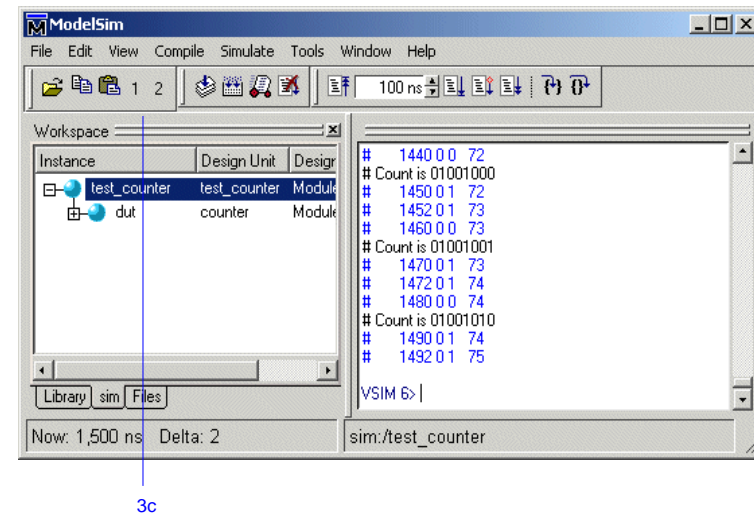 ModelSim
File Edit View Compile Simulate Tools Window Help
1 2 100 ns
Workspace
Instance Design Unit Design
test_counter test_counter Module
dut counter Module
Library sim Files
# 1440 0 0 72
# Count is 01001000
# 1450 0 1 72
# 1452 0 1 73
# 1460 0 0 73
# Count is 01001001
# 1470 0 1 73
# 1472 0 1 74
# 1480 0 0 74
# Count is 01001010
# 1490 0 1 74
# 1492 0 1 75
VSIM 6>
Now: 1,500 ns Delta: 2 sim:/test_counter
3c